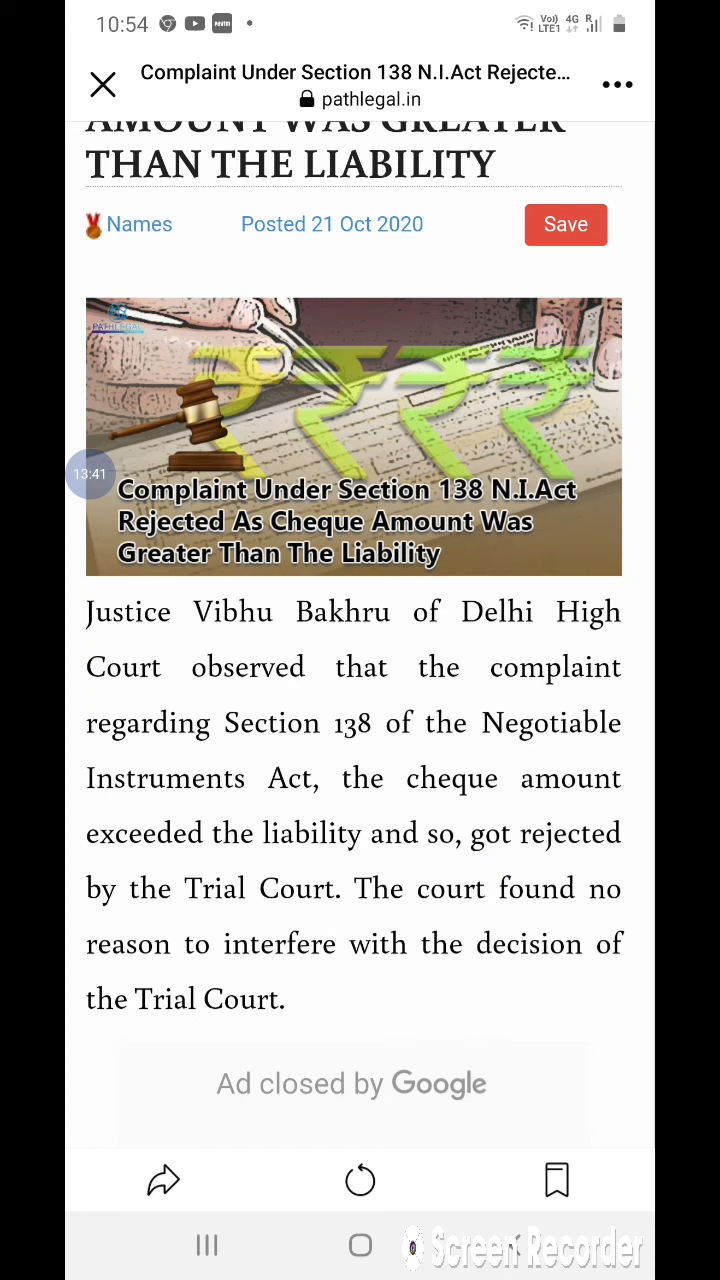 10:54
Vo)) 4G R
LTE1
Complaint Under Section 138 N.I.Act Rejecte...
pathlegal.in
AMOUNT WAS GREATER
THAN THE LIABILITY
Names Posted 21 Oct 2020 Save
PATHLEGAL
13:41
Complaint Under Section 138 N.I.Act
Rejected As Cheque Amount Was
Greater Than The Liability
Justice Vibhu Bakhru of Delhi High
Court observed that the complaint
regarding Section 138 of the Negotiable
Instruments Act, the cheque amount
exceeded the liability and so, got rejected
by the Trial Court. The court found no
reason to interfere with the decision of
the Trial Court.
Ad closed by Google
Screen Recorder